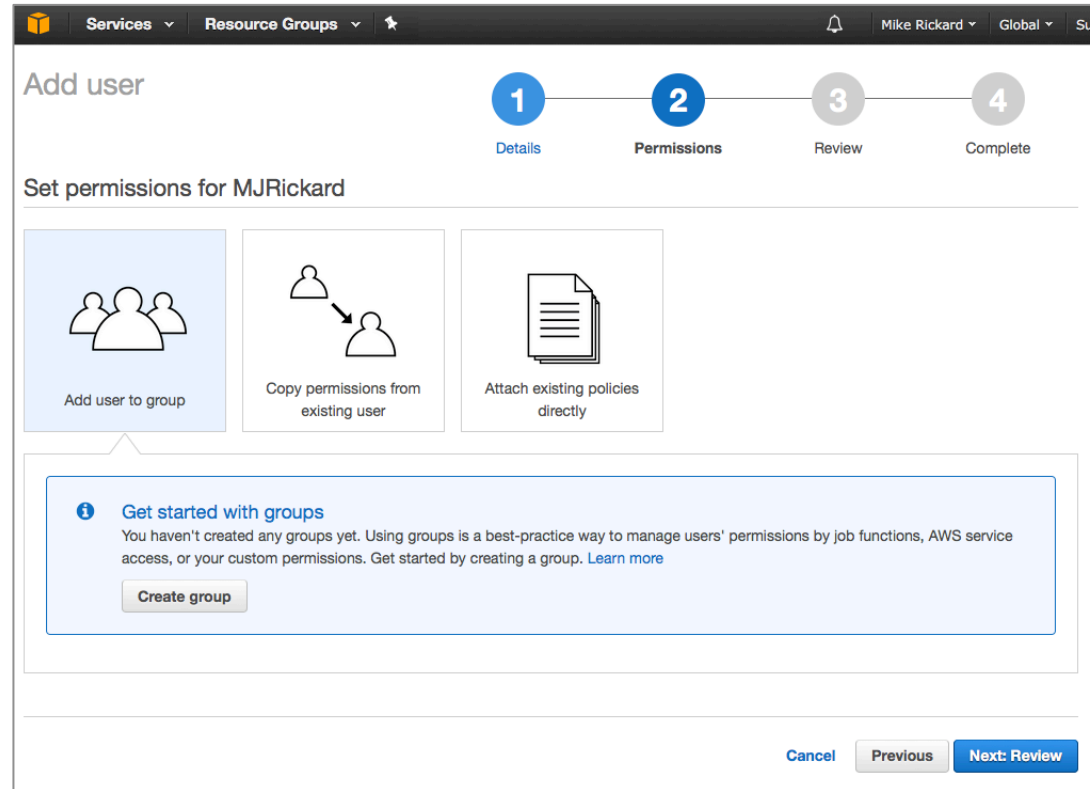 Services Resource Groups Mike Rickard Global Su
Add user
1 2 3 4
Details Permissions Review Complete
Set permissions for MJRickard
Add user to group
Copy permissions from
existing user
Attach existing policies
directly
Get started with groups
You haven't created any groups yet. Using groups is a best-practice way to manage users' permissions by job functions, AWS service
access, or your custom permissions. Get started by creating a group. Learn more
Create group
Cancel Previous Next: Review